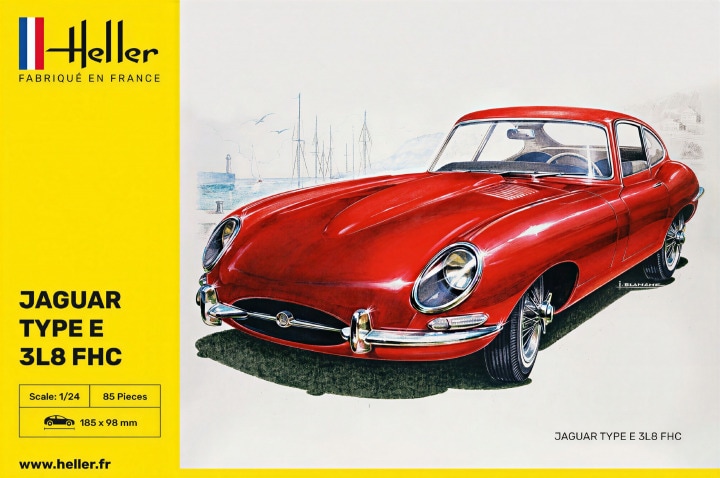 Heller
FABRIQUÉ EN FRANCE
JAGUAR
TYPE E
3L8 FHC
Scale: 1/24
85 Pieces
185 x 98 mm
www.heller.fr
JAGUAR TYPE E 3L8 FHC